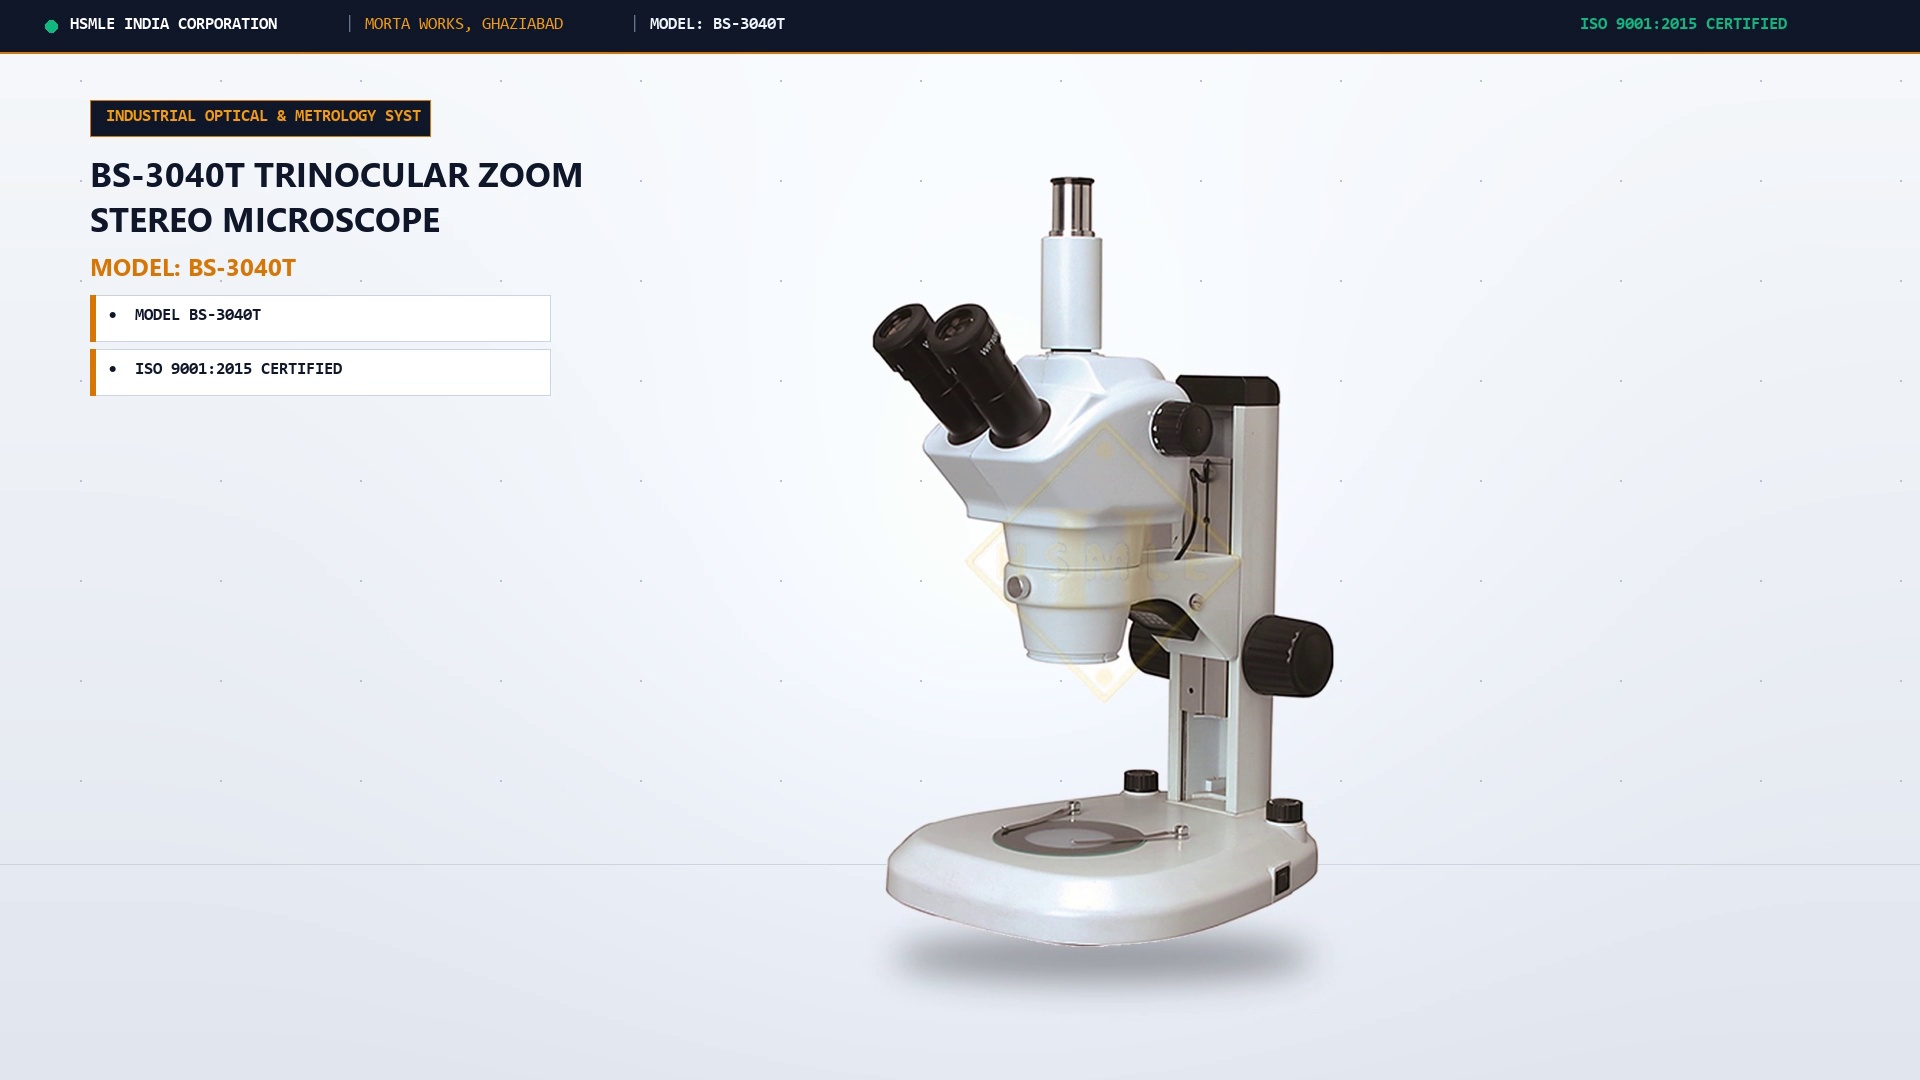 HSMLE INDIA CORPORATION
MORTA WORKS, GHAZIABAD
MODEL: BS-3040T
ISO 9001:2015 CERTIFIED
INDUSTRIAL OPTICAL & METROLOGY SYST
BS-3040T TRINOCULAR ZOOM
STEREO MICROSCOPE
MODEL: BS-3040T
• MODEL BS-3040T
• ISO 9001:2015 CERTIFIED
HSMLE